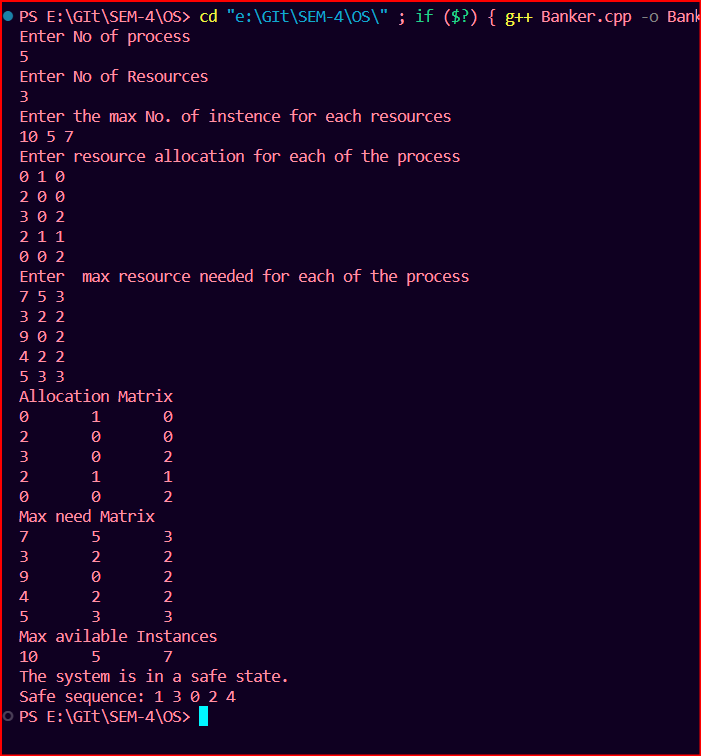 PS E:\GIt\SEM-4\OS> cd "e:\GIt\SEM-4\OS\" ; if ($?) { g++ Banker.cpp -o Bank
Enter No of process
5
Enter No of Resources
3
Enter the max No. of instence for each resources
10 5 7
Enter resource allocation for each of the process
0 1 0
2 0 0
3 0 2
2 1 1
0 0 2
Enter  max resource needed for each of the process
7 5 3
3 2 2
9 0 2
4 2 2
5 3 3
Allocation Matrix
0       1       0
2       0       0
3       0       2
2       1       1
0       0       2
Max need Matrix
7       5       3
3       2       2
9       0       2
4       2       2
5       3       3
Max avilable Instances
10      5       7
The system is in a safe state.
Safe sequence: 1 3 0 2 4
PS E:\GIt\SEM-4\OS>